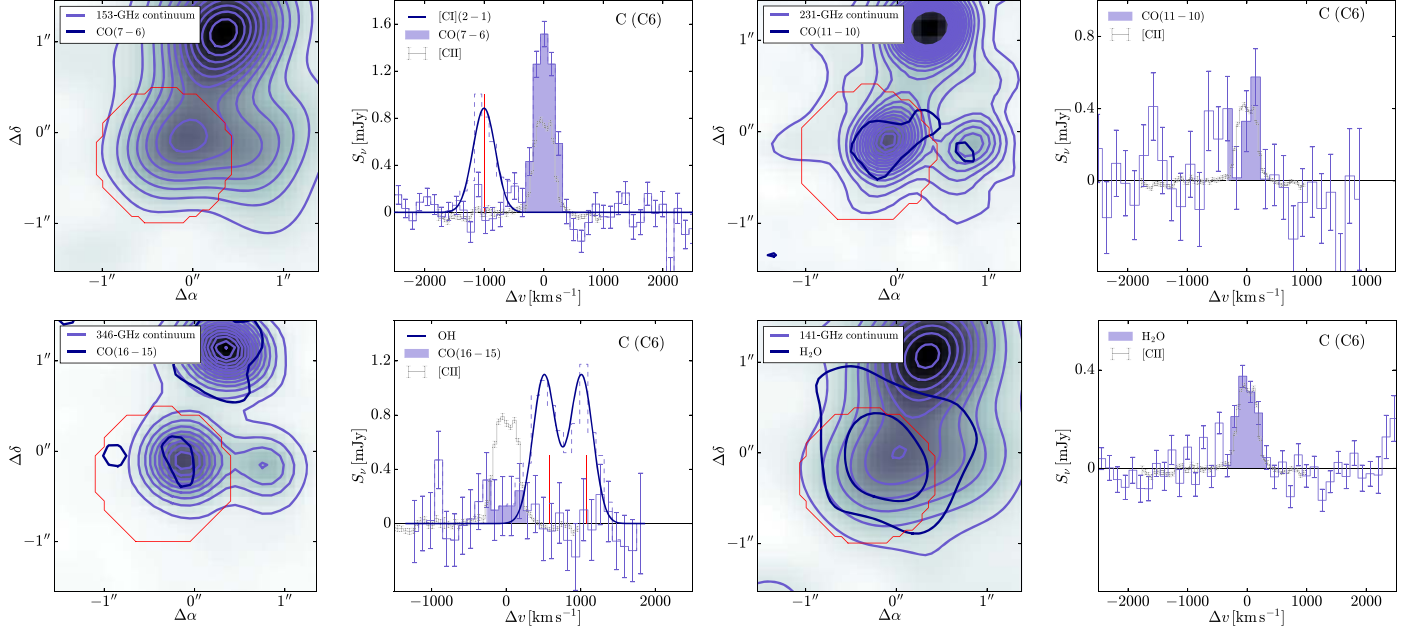 153-GHz continuum
CO(7−6)
1″
0″
−1″
Δδ
−1″ 0″ 1″
Δα
[CI](2−1)
CO(7−6)
[CII]
C (C6)
1.6
1.2
0.8
0.4
0
Sν [mJy]
−2000 −1000 0 1000 2000
Δv [km s⁻¹]
231-GHz continuum
CO(11−10)
1″
0″
−1″
Δδ
−1″ 0″ 1″
Δα
CO(11−10)
[CII]
C (C6)
0.8
0.4
0
Sν [mJy]
−2000 −1000 0 1000 2000
Δv [km s⁻¹]
346-GHz continuum
CO(16−15)
1″
0″
−1″
Δδ
−1″ 0″ 1″
Δα
OH
CO(16−15)
[CII]
C (C6)
1.2
0.8
0.4
0
Sν [mJy]
−1000 0 1000 2000
Δv [km s⁻¹]
141-GHz continuum
H₂O
1″
0″
−1″
Δδ
−1″ 0″ 1″
Δα
H₂O
[CII]
C (C6)
0.4
0
Sν [mJy]
−2000 −1000 0 1000 2000
Δv [km s⁻¹]